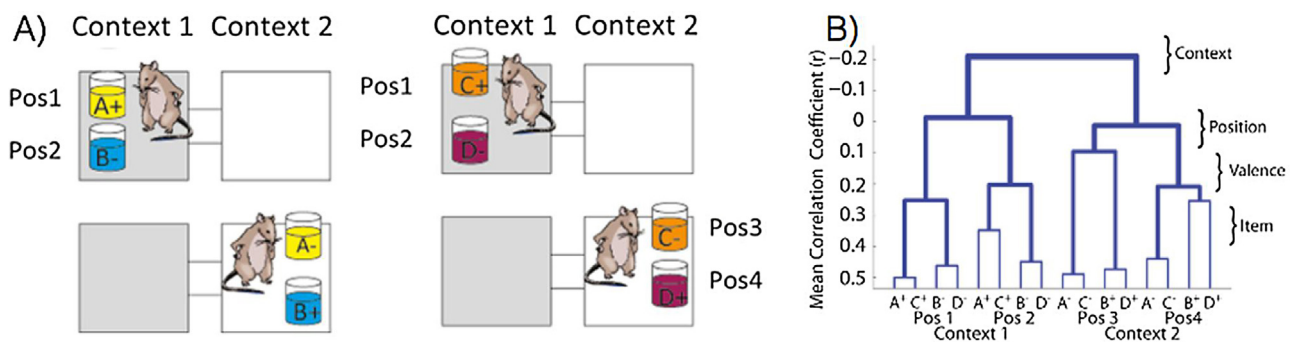 A)
Context 1 Context 2
Pos1
Pos2
A+
B-
A-
B+
Context 1 Context 2
Pos1
Pos2
C+
D-
C-
D+
Pos3
Pos4
B)
Mean Correlation Coefficient (r)
-0.2
-0.1
0
0.1
0.2
0.3
0.4
0.5
Context
Position
Valence
Item
A+ C+ B- D- A+ C+ B- D- A- C- B+ D+ A- C- B+ D+
Pos 1 Pos 2 Pos 3 Pos4
Context 1 Context 2